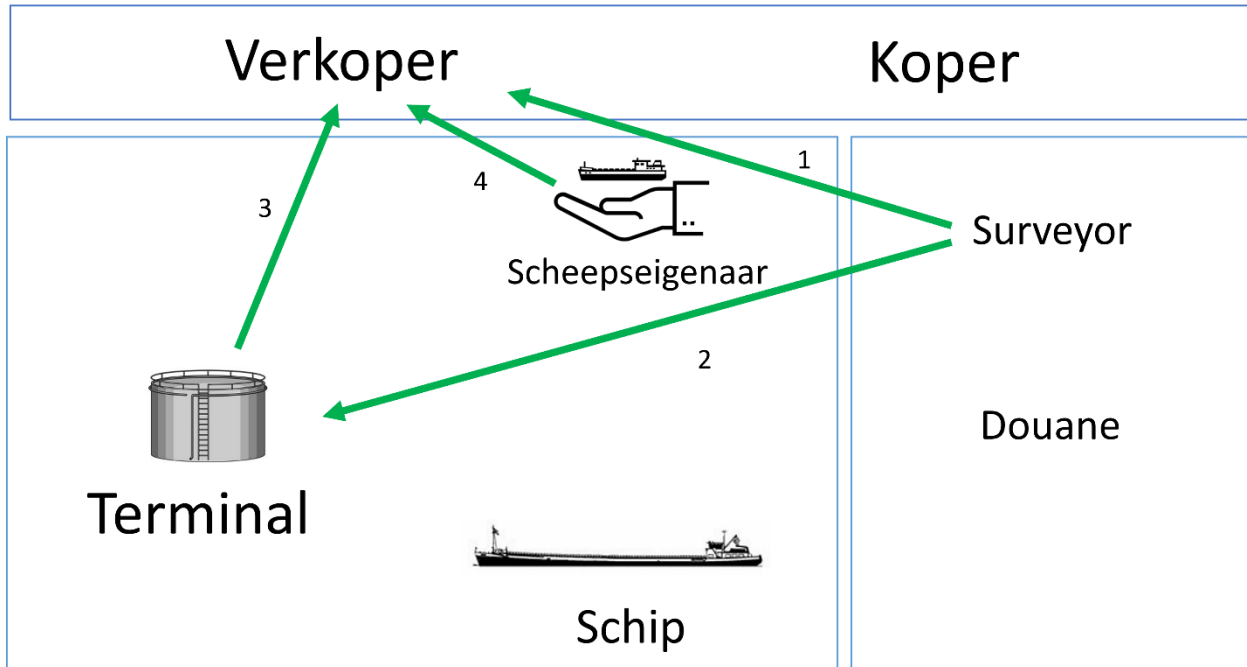 Verkoper
Koper
1
4
3
Surveyor
Scheepseigenaar
2
Douane
Terminal
Schip